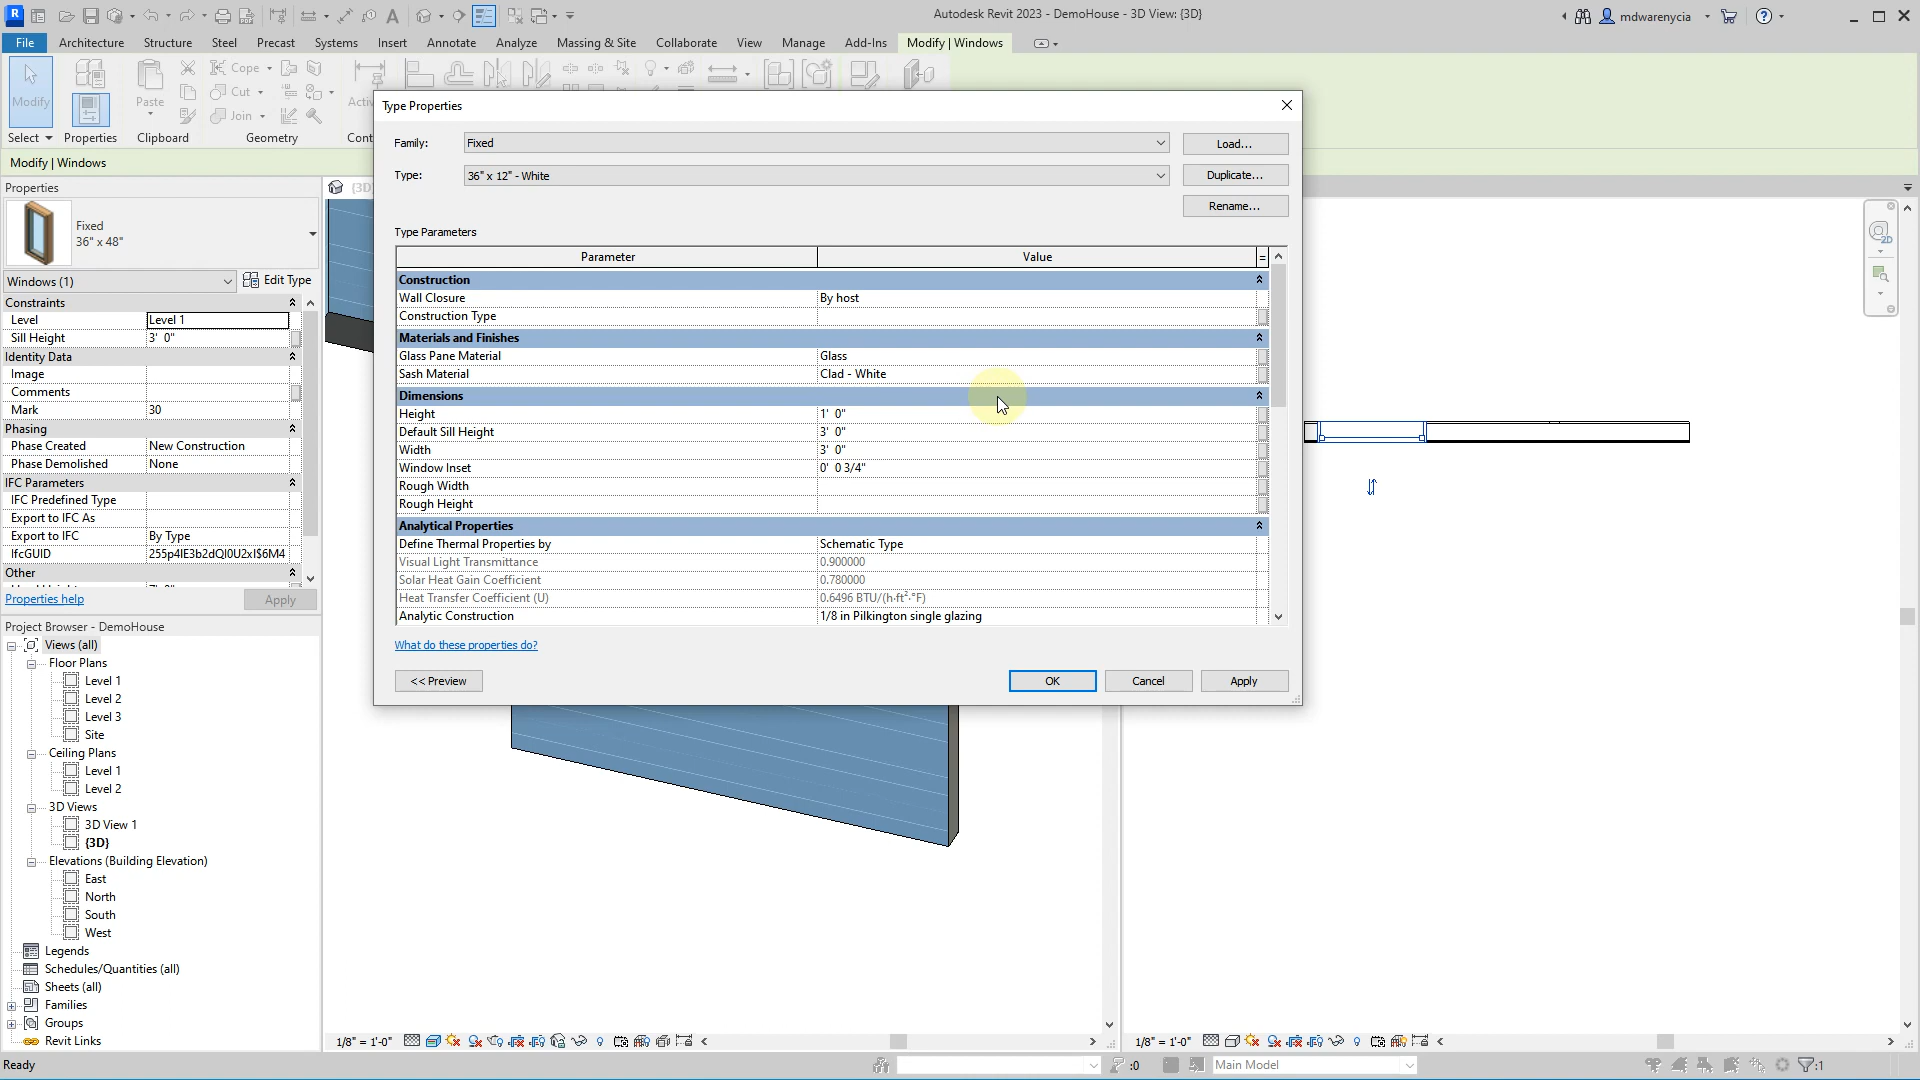 Autodesk Revit 2023 - DemoHouse - 3D View: {3D}
mdwarenycia
File
Architecture
Structure
Steel
Precast
Systems
Insert
Annotate
Analyze
Massing & Site
Collaborate
View
Manage
Add-Ins
Modify | Windows
Modify
Paste
Cope
Cut
Join
Select
Properties
Clipboard
Geometry
Modify | Windows
Properties
Fixed
36" x 48"
Windows (1)
Edit Type
Constraints
Level
Level 1
Sill Height
3' 0"
Identity Data
Image
Comments
Mark
30
Phasing
Phase Created
New Construction
Phase Demolished
None
IFC Parameters
IFC Predefined Type
Export to IFC As
Export to IFC
By Type
IfcGUID
Other
Properties help
Apply
Project Browser - DemoHouse
Views (all)
Floor Plans
Level 1
Level 2
Level 3
Site
Ceiling Plans
Level 1
Level 2
3D Views
3D View 1
{3D}
Elevations (Building Elevation)
East
North
South
West
Legends
Schedules/Quantities (all)
Sheets (all)
Families
Groups
Revit Links
Type Properties
Family:
Fixed
Load...
Type:
36" x 12" - White
Duplicate...
Rename...
Type Parameters
Parameter
Value
=
Construction
Wall Closure
By host
Construction Type
Materials and Finishes
Glass Pane Material
Glass
Sash Material
Clad - White
Dimensions
Height
1' 0"
Default Sill Height
3' 0"
Width
3' 0"
Window Inset
0' 0 3/4"
Rough Width
Rough Height
Analytical Properties
Define Thermal Properties by
Schematic Type
Visual Light Transmittance
0.900000
Solar Heat Gain Coefficient
0.780000
Heat Transfer Coefficient (U)
0.6496 BTU/(h·ft²·°F)
Analytic Construction
1/8 in Pilkington single glazing
What do these properties do?
<< Preview
OK
Cancel
Apply
2D
1/8" = 1'-0"
1/8" = 1'-0"
Ready
:0
Main Model
:1